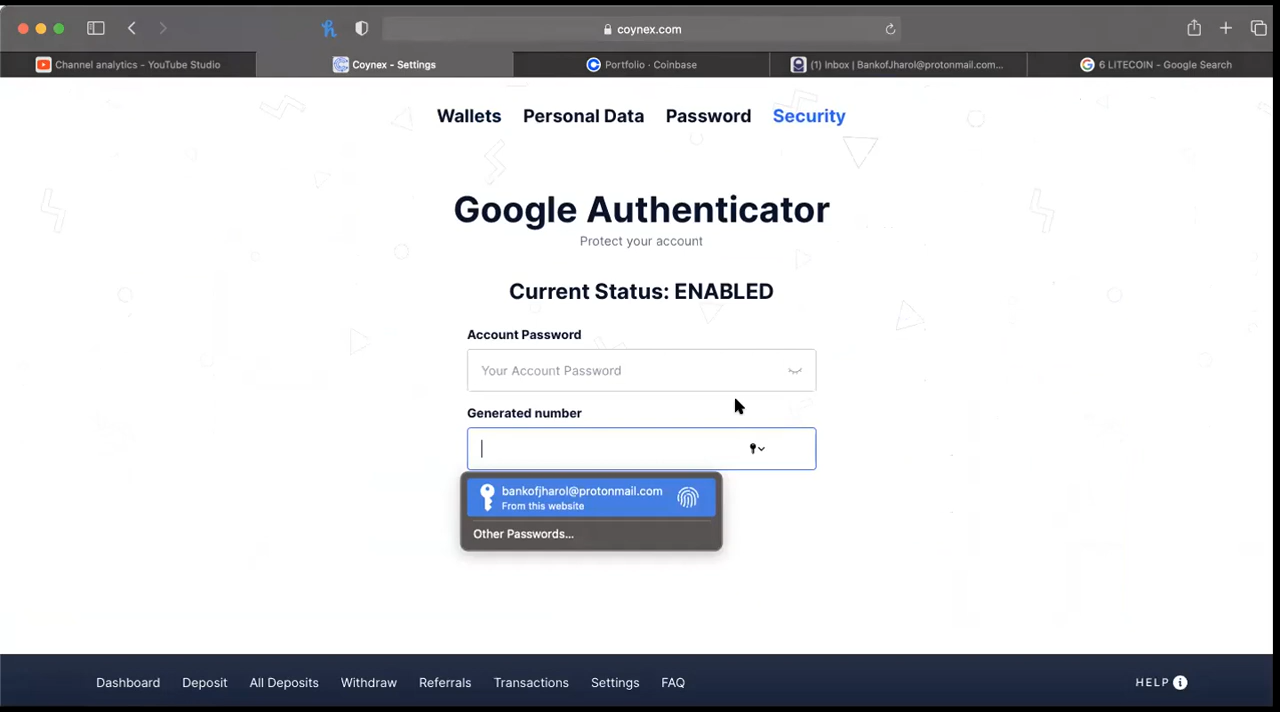 coynex.com
Channel analytics - YouTube Studio
Coynex - Settings
Portfolio · Coinbase
(1) Inbox | BankofJharol@protonmail.com...
6 LITECOIN - Google Search
Wallets Personal Data Password Security
Google Authenticator
Protect your account
Current Status: ENABLED
Account Password
Your Account Password
Generated number
bankofjharol@protonmail.com
From this website
Other Passwords...
Dashboard Deposit All Deposits Withdraw Referrals Transactions Settings FAQ
HELP